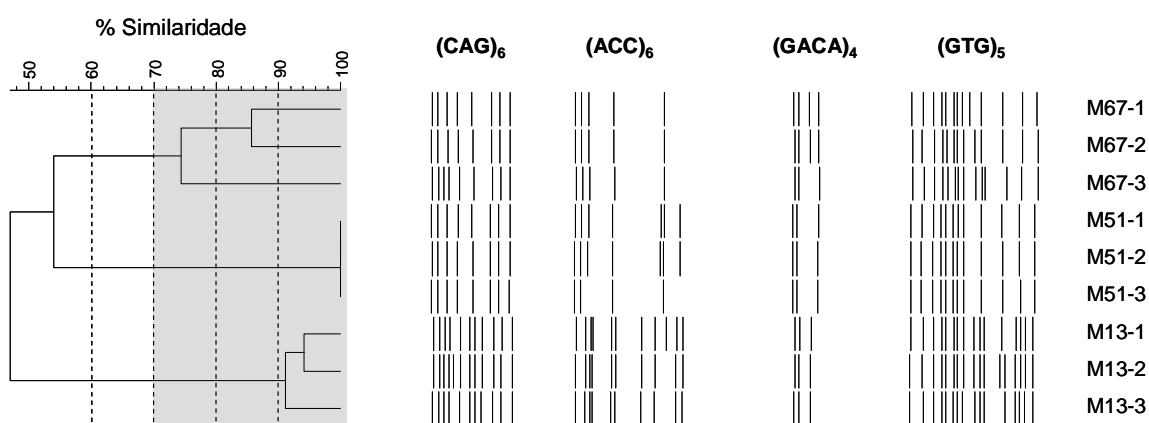 % Similaridade
(CAG)6 (ACC)6 (GACA)4 (GTG)5
50 60 70 80 90 100
M67-1
M67-2
M67-3
M51-1
M51-2
M51-3
M13-1
M13-2
M13-3